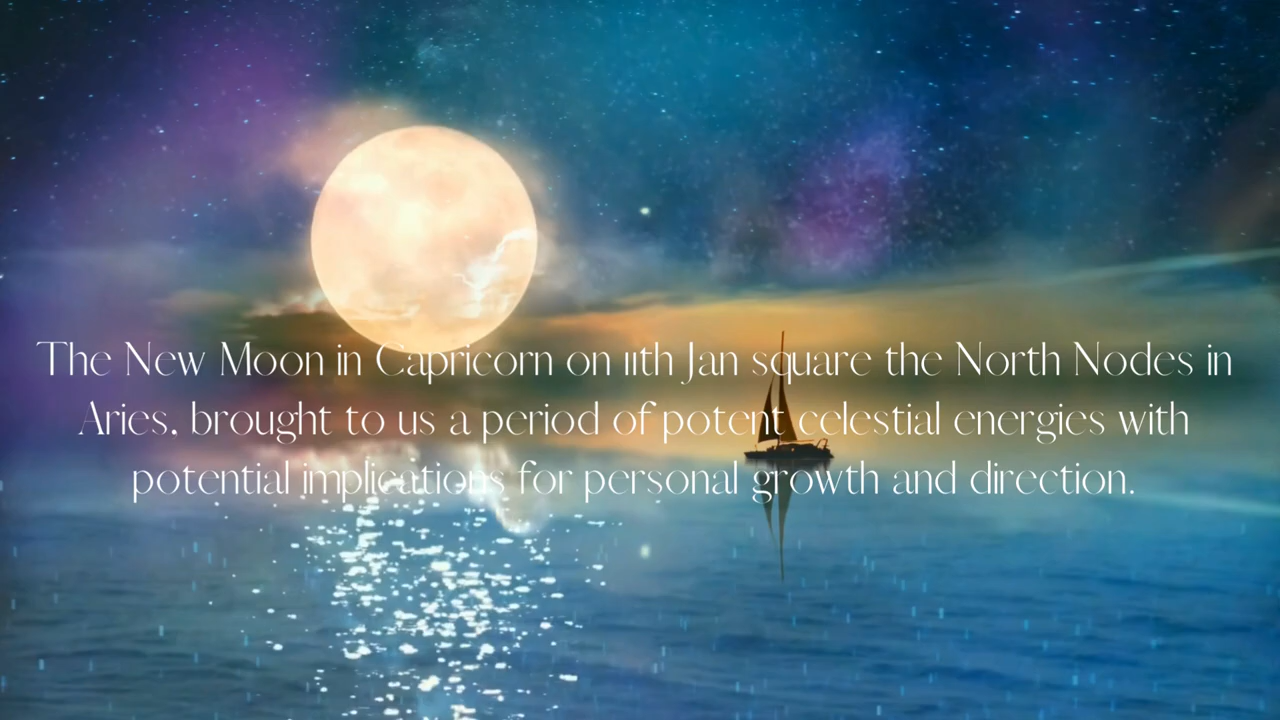 The New Moon in Capricorn on 11th Jan square the North Nodes in
Aries, brought to us a period of potent celestial energies with
potential implications for personal growth and direction.